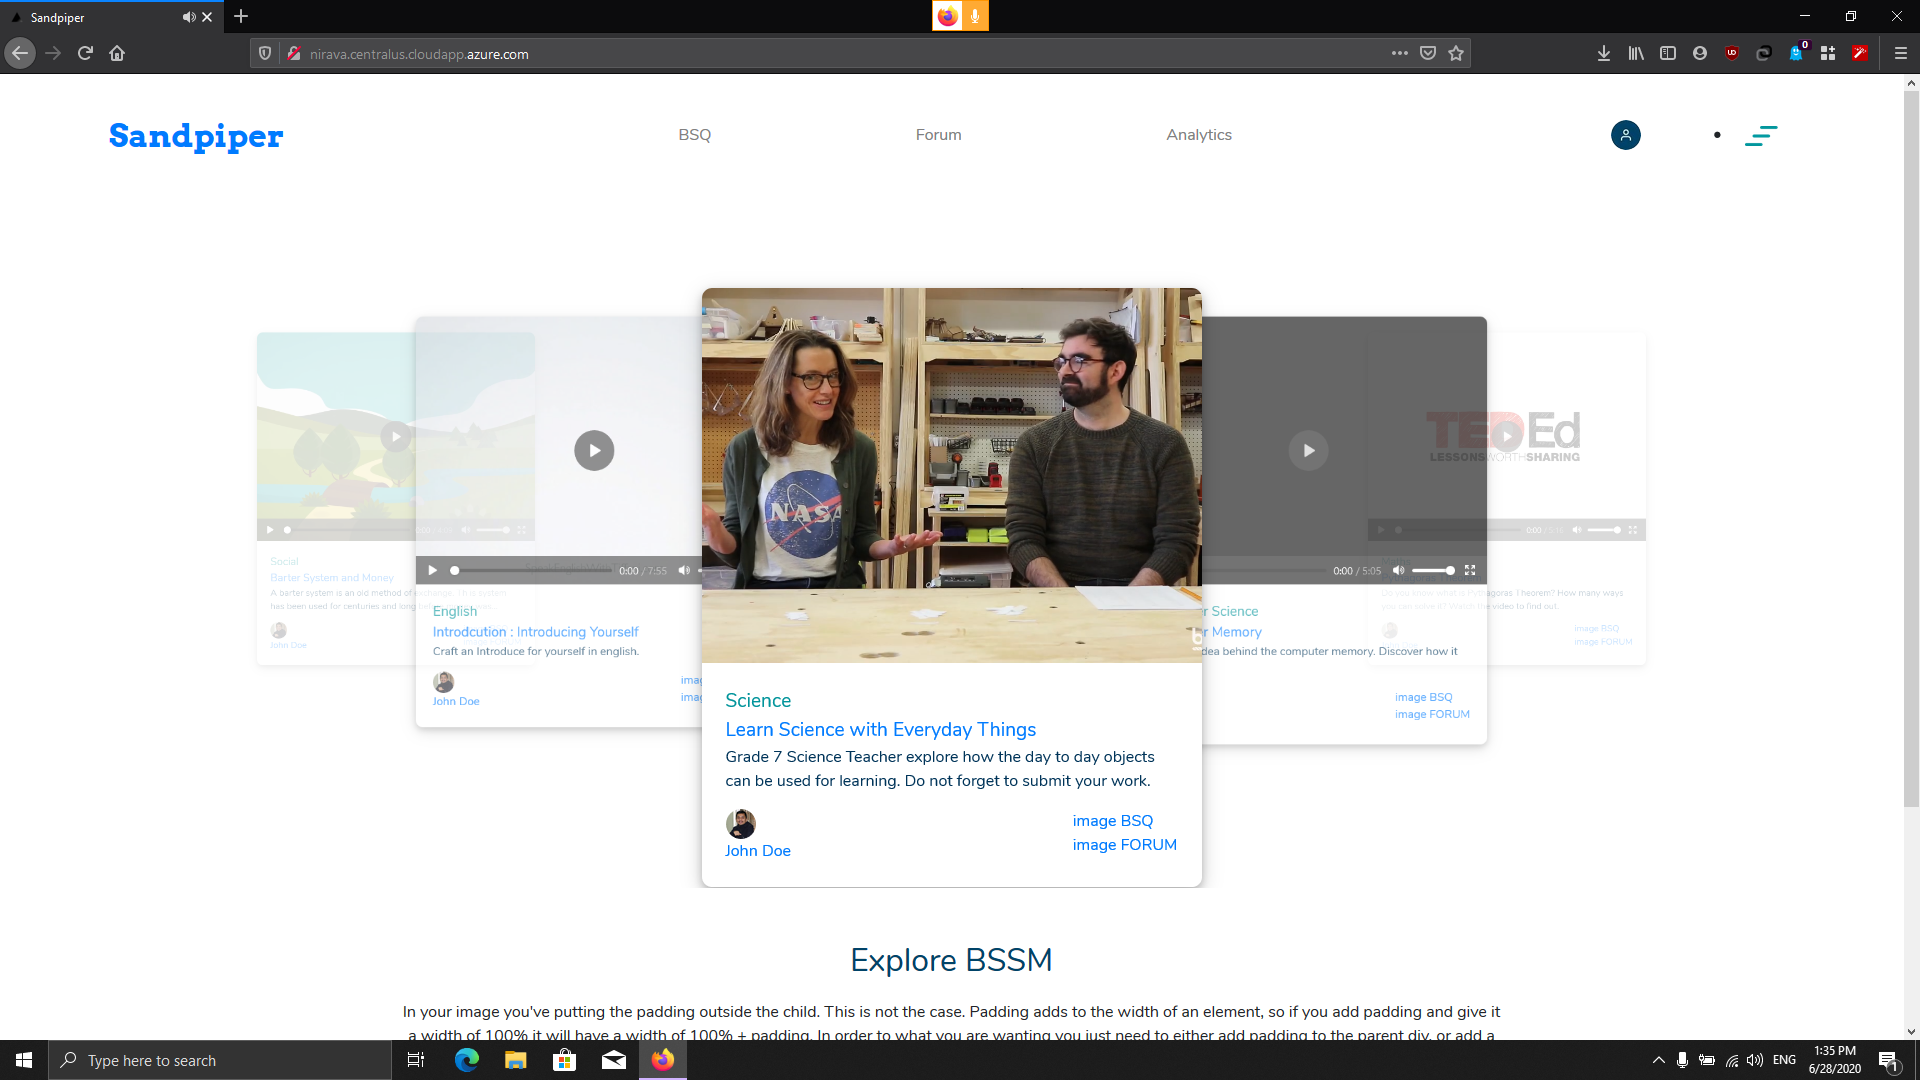 Sandpiper
nirava.centralus.cloudapp.azure.com
0
Sandpiper
BSQ
Forum
Analytics
NASA
TED Ed
LESSONS WORTH SHARING
0:00 / 7:55
0:00 / 5:05
0:00
Social
Barter System and Money
A barter system is an old method of exchange. Th
has been used for centuries and long
John Doe
English
Introdcution : Introducing Yourself
Craft an Introduce for yourself in english.
John Doe
Science
Learn Science with Everyday Things
Grade 7 Science Teacher explore how the day to day objects
can be used for learning. Do not forget to submit your work.
John Doe
image BSQ
image FORUM
r Science
r Memory
dea behind the computer memory. Discover how it
image BSQ
image FORUM
Do you know what is Pythagoras Theorem? How many ways
you can solve it? Watch the video to find out.
image BSQ
image FORUM
Explore BSSM
In your image you've putting the padding outside the child. This is not the case. Padding adds to the width of an element, so if you add padding and give it
a width of 100% it will have a width of 100% + padding. In order to what you are wanting you just need to either add padding to the parent div, or add a
Type here to search
ENG
1:35 PM
6/28/2020
1